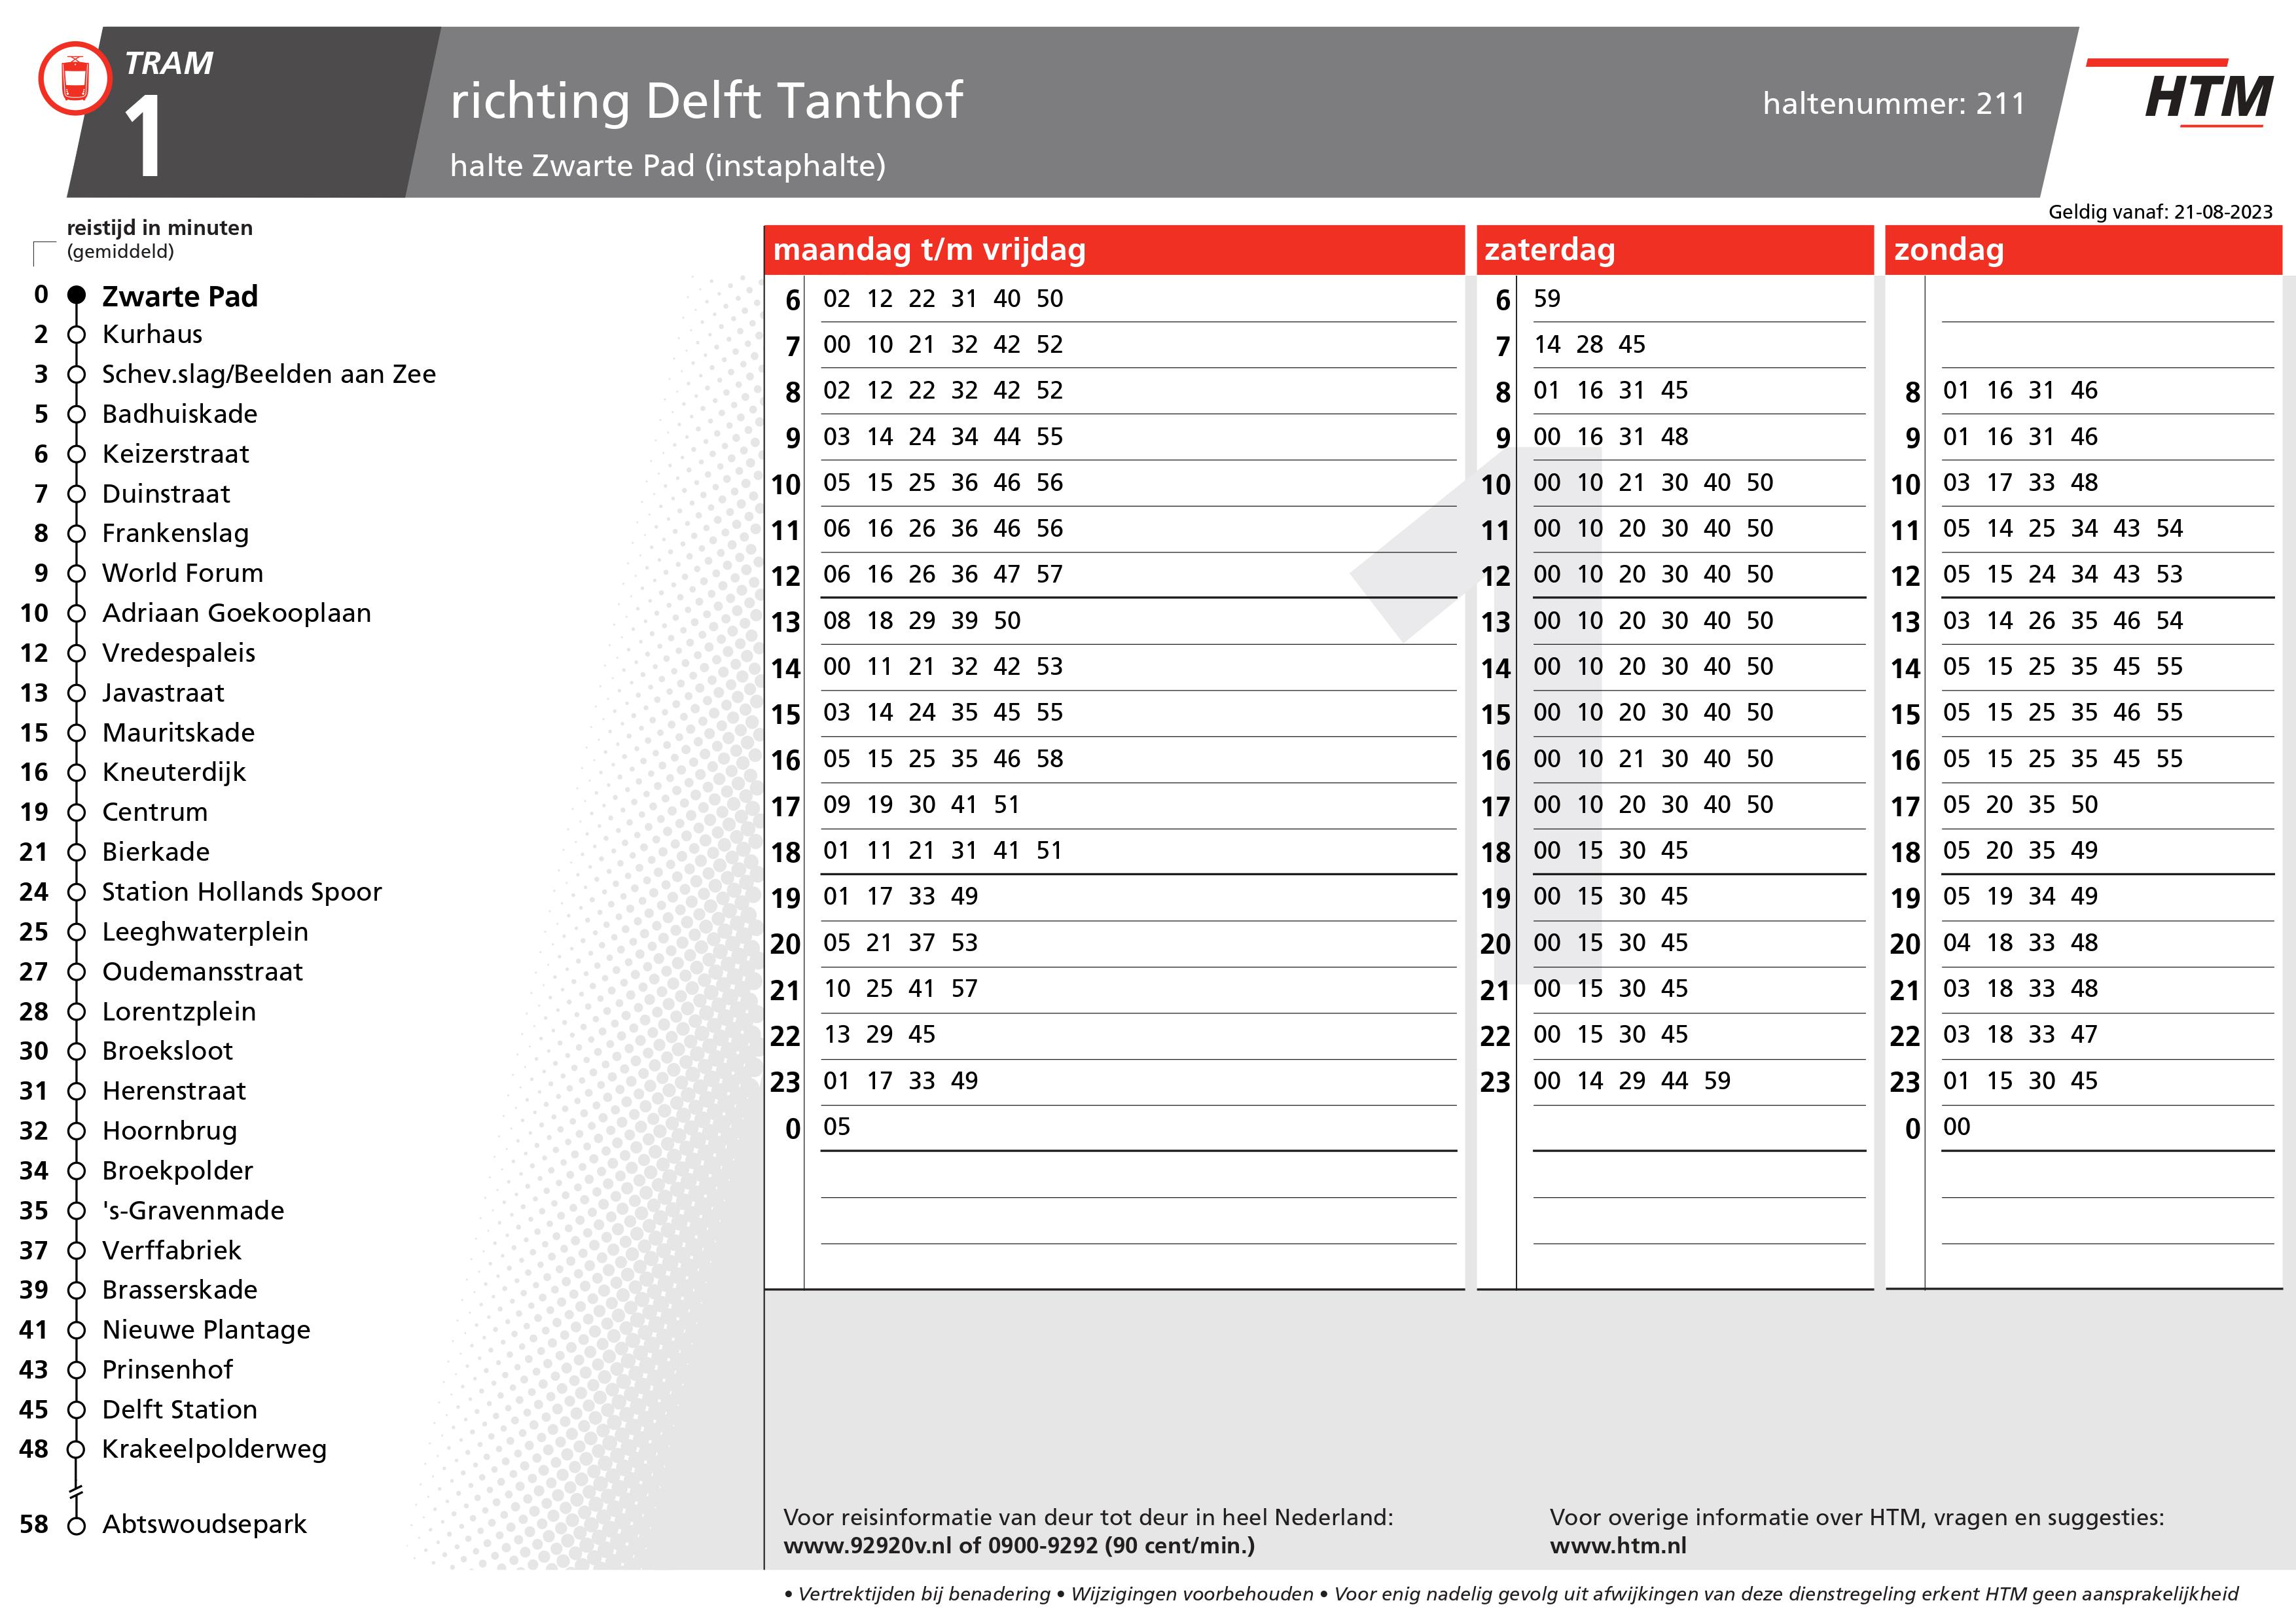 TRAM
1
richting Delft Tanthof
halte Zwarte Pad (instaphalte)
haltenummer: 211
HTM
Geldig vanaf: 21-08-2023
reistijd in minuten
(gemiddeld)
0 Zwarte Pad
2 Kurhaus
3 Schev.slag/Beelden aan Zee
5 Badhuiskade
6 Keizerstraat
7 Duinstraat
8 Frankenslag
9 World Forum
10 Adriaan Goekooplaan
12 Vredespaleis
13 Javastraat
15 Mauritskade
16 Kneuterdijk
19 Centrum
21 Bierkade
24 Station Hollands Spoor
25 Leeghwaterplein
27 Oudemansstraat
28 Lorentzplein
30 Broeksloot
31 Herenstraat
32 Hoornbrug
34 Broekpolder
35 's-Gravenmade
37 Verffabriek
39 Brasserskade
41 Nieuwe Plantage
43 Prinsenhof
45 Delft Station
48 Krakeelpolderweg
58 Abtswoudsepark
maandag t/m vrijdag
6 02 12 22 31 40 50
7 00 10 21 32 42 52
8 02 12 22 32 42 52
9 03 14 24 34 44 55
10 05 15 25 36 46 56
11 06 16 26 36 46 56
12 06 16 26 36 47 57
13 08 18 29 39 50
14 00 11 21 32 42 53
15 03 14 24 35 45 55
16 05 15 25 35 46 58
17 09 19 30 41 51
18 01 11 21 31 41 51
19 01 17 33 49
20 05 21 37 53
21 10 25 41 57
22 13 29 45
23 01 17 33 49
0 05
zaterdag
6 59
7 14 28 45
8 01 16 31 45
9 00 16 31 48
10 00 10 21 30 40 50
11 00 10 20 30 40 50
12 00 10 20 30 40 50
13 00 10 20 30 40 50
14 00 10 20 30 40 50
15 00 10 20 30 40 50
16 00 10 21 30 40 50
17 00 10 20 30 40 50
18 00 15 30 45
19 00 15 30 45
20 00 15 30 45
21 00 15 30 45
22 00 15 30 45
23 00 14 29 44 59
zondag
8 01 16 31 46
9 01 16 31 46
10 03 17 33 48
11 05 14 25 34 43 54
12 05 15 24 34 43 53
13 03 14 26 35 46 54
14 05 15 25 35 45 55
15 05 15 25 35 46 55
16 05 15 25 35 45 55
17 05 20 35 50
18 05 20 35 49
19 05 19 34 49
20 04 18 33 48
21 03 18 33 48
22 03 18 33 47
23 01 15 30 45
0 00
1
Voor reisinformatie van deur tot deur in heel Nederland:
www.92920v.nl of 0900-9292 (90 cent/min.)
Voor overige informatie over HTM, vragen en suggesties:
www.htm.nl
• Vertrektijden bij benadering • Wijzigingen voorbehouden • Voor enig nadelig gevolg uit afwijkingen van deze dienstregeling erkent HTM geen aansprakelijkheid